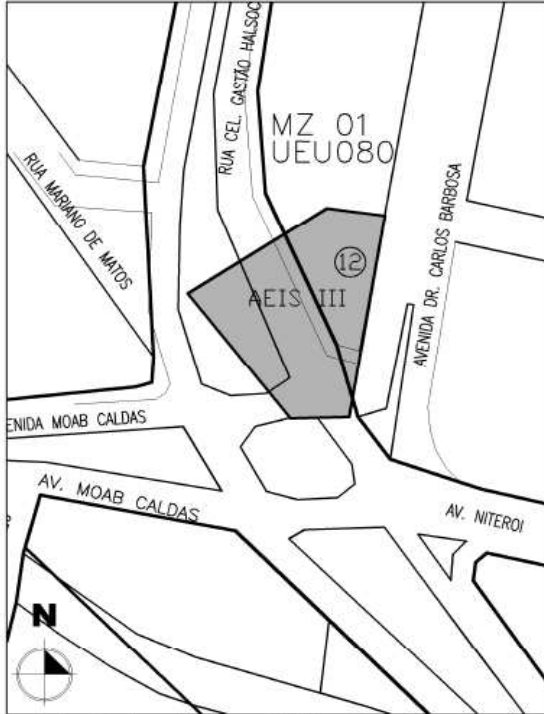 RUA CEL. GASTÃO HALSOC
MZ 01
UEU080
RUA MARIANO DE MATOS
AVENIDA DR. CARLOS BARBOSA
12
AEIS III
ENIDA MOAB CALDAS
AV. MOAB CALDAS
AV. NITEROI
N